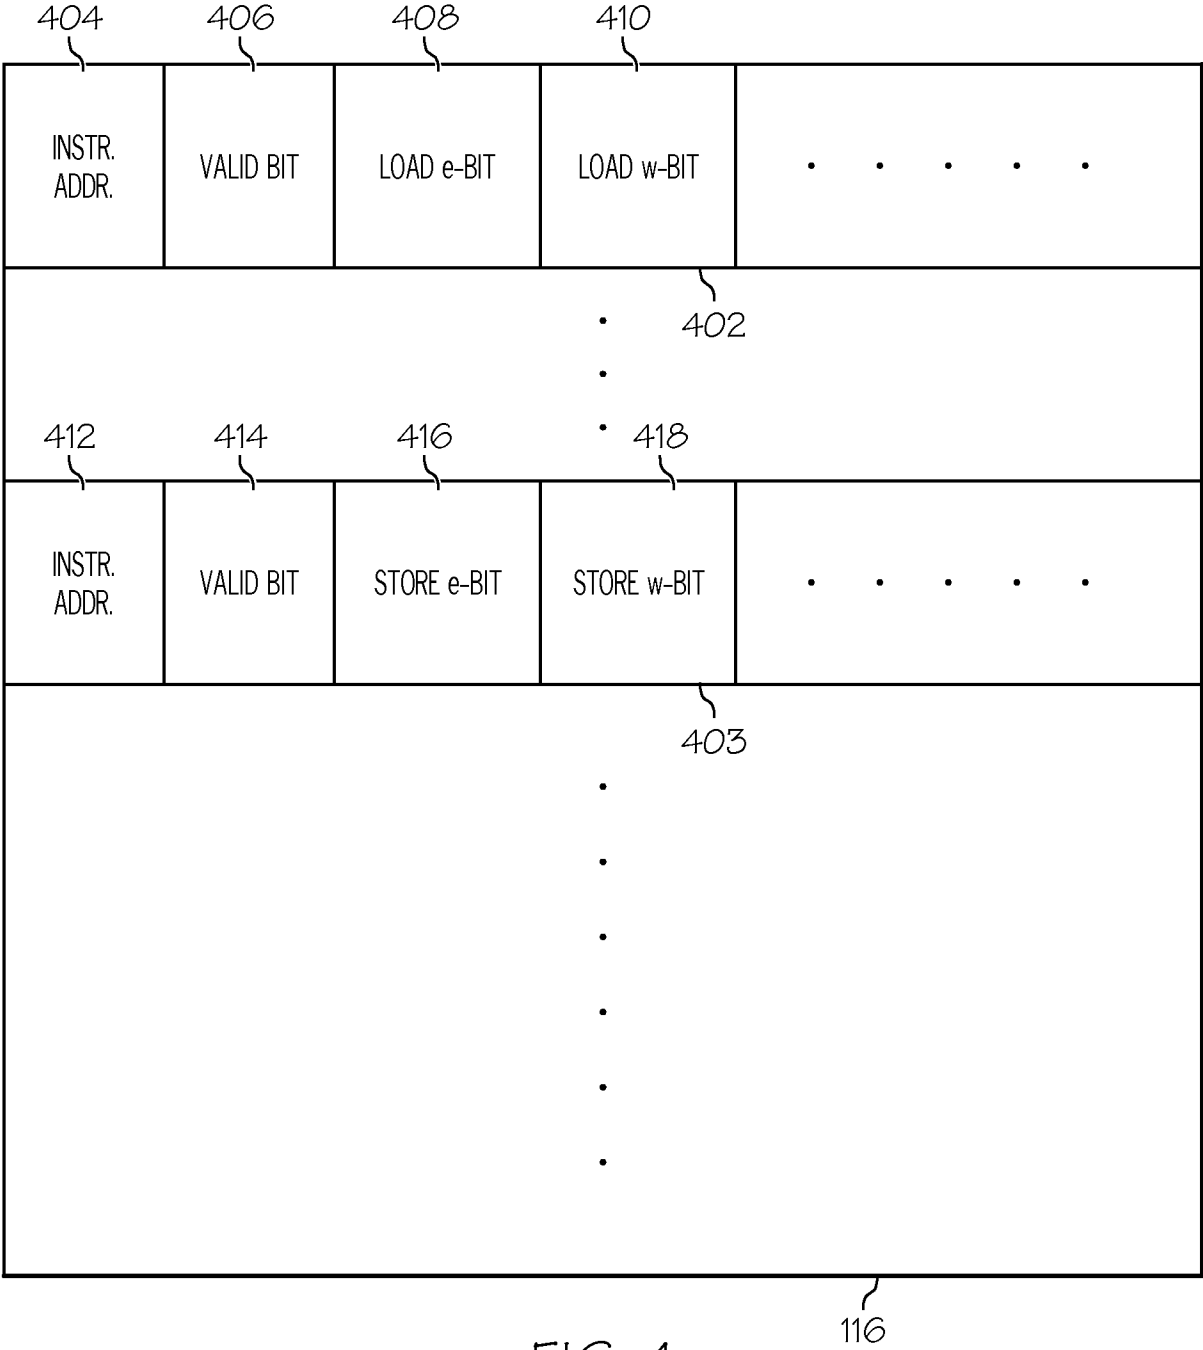 404 406 408 410
INSTR. ADDR. VALID BIT LOAD e-BIT LOAD w-BIT
402
412 414 416 418
INSTR. ADDR. VALID BIT STORE e-BIT STORE w-BIT
403
116